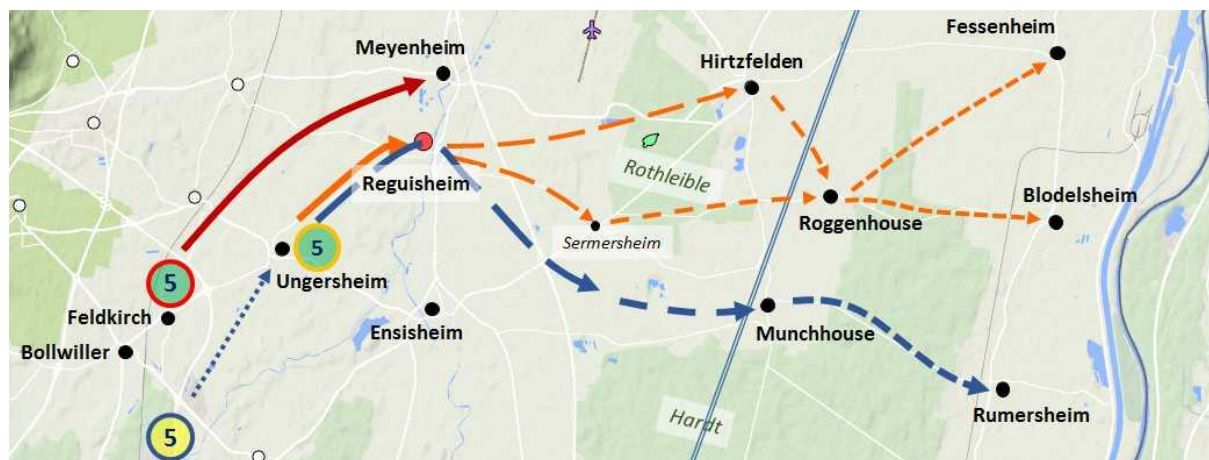 Fessenheim
Meyenheim
Hirtzfelden
Rothleible
Reguisheim
Blodelsheim
Roggenhouse
Sermersheim
5
Ungersheim
5
Feldkirch
Ensisheim
Munchhouse
Bollwiller
Rumersheim
Hardt
5